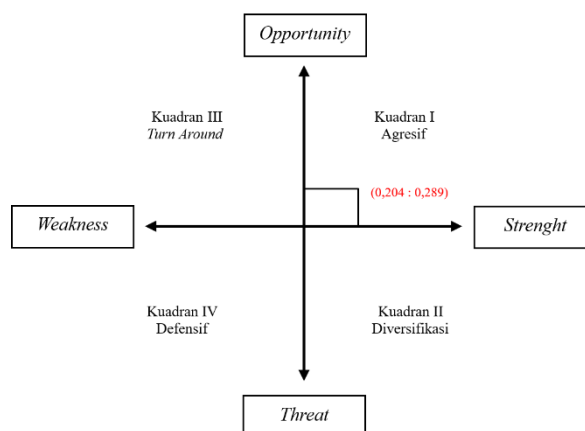 Opportunity
Kuadran III
Turn Around
Kuadran I
Agresif
(0,204 : 0,289)
Weakness
Strenght
Kuadran IV
Defensif
Kuadran II
Diversifikasi
Threat